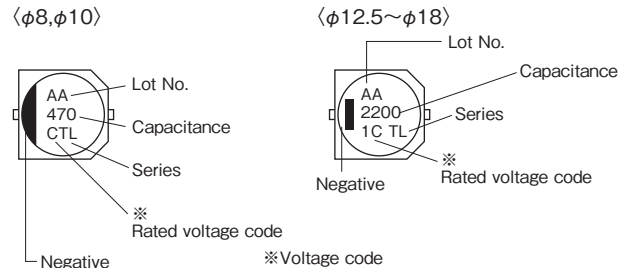 〈φ8,φ10〉
AA
470
CTL
Lot No.
Capacitance
Series
※
Rated voltage code
Negative
〈φ12.5～φ18〉
AA
2200
1C TL
Lot No.
Capacitance
Series
※
Rated voltage code
Negative
※Voltage code